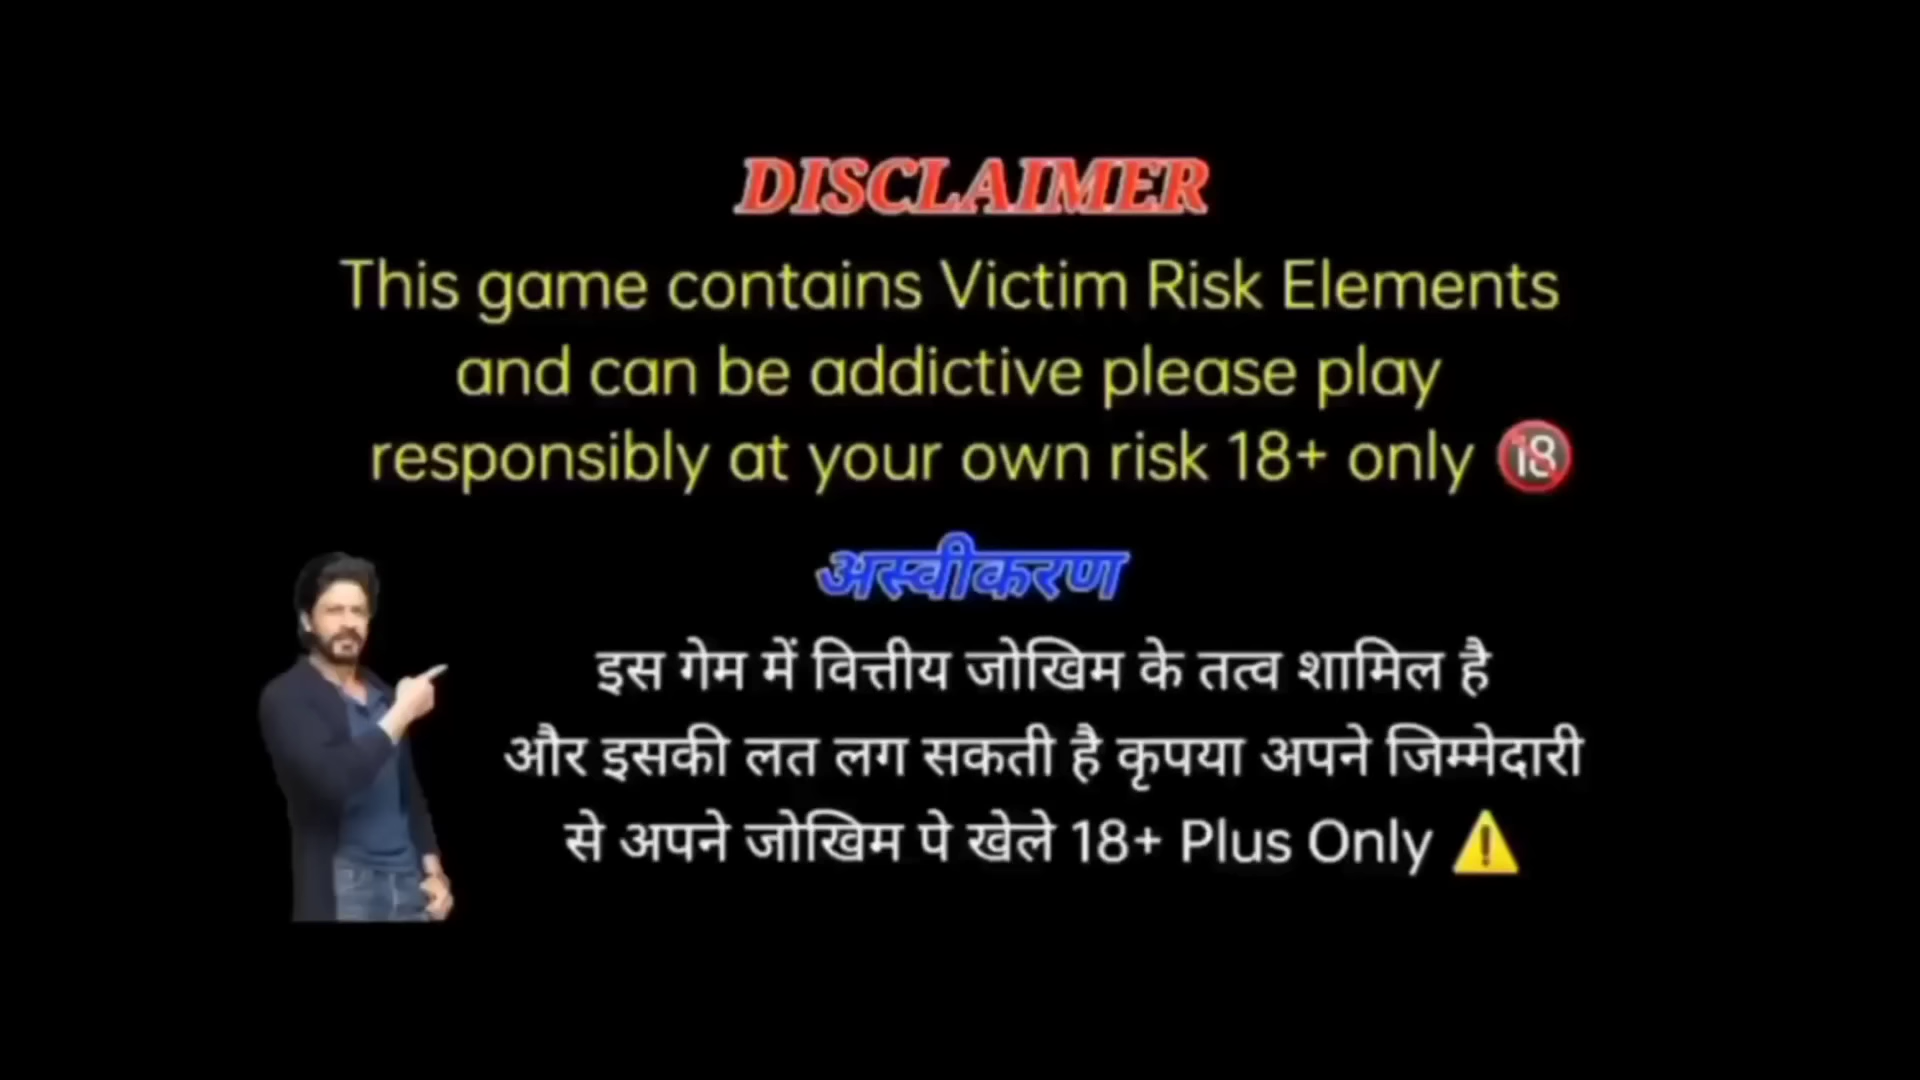 DISCLAIMER
This game contains Victim Risk Elements
and can be addictive please play
responsibly at your own risk 18+ only 🔞
अस्वीकरण
इस गेम में वित्तीय जोखिम के तत्व शामिल है
और इसकी लत लग सकती है कृपया अपने जिम्मेदारी
से अपने जोखिम पे खेले 18+ Plus Only ⚠️